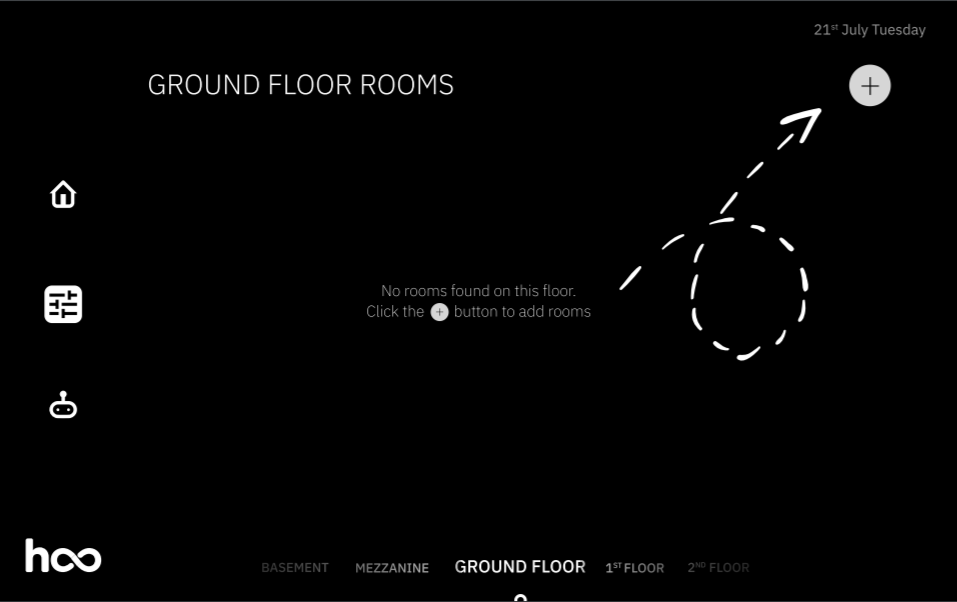 21st July Tuesday
GROUND FLOOR ROOMS
No rooms found on this floor.
Click the + button to add rooms
hoo
BASEMENT MEZZANINE GROUND FLOOR 1ST FLOOR 2ND FLOOR